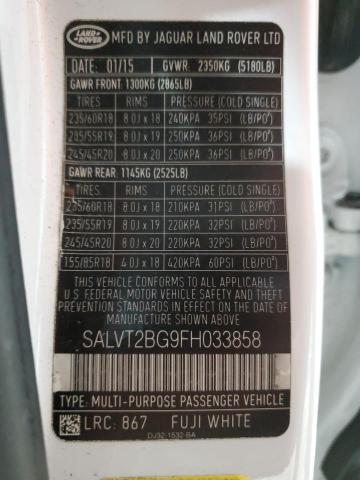 LAND ROVER MFD BY JAGUAR LAND ROVER LTD
DATE: 01/15 GVWR: 2350KG (5180LB)
GAWR FRONT: 1300KG (2865LB)
TIRES RIMS PRESSURE (COLD SINGLE)
235/60R18 8.0J x 18 240KPA 35PSI (LB/PO²)
235/55R19 8.0J x 19 250KPA 36PSI (LB/PO²)
245/45R20 8.0J x 20 250KPA 36PSI (LB/PO²)
GAWR REAR: 1145KG (2525LB)
TIRES RIMS PRESSURE (COLD SINGLE)
235/60R18 8.0J x 18 210KPA 31PSI (LB/PO²)
235/55R19 8.0J x 19 220KPA 32PSI (LB/PO²)
245/45R20 8.0J x 20 220KPA 32PSI (LB/PO²)
155/85R18 4.0J x 18 420KPA 60PSI (LB/PO²)
THIS VEHICLE CONFORMS TO ALL APPLICABLE
U.S. FEDERAL MOTOR VEHICLE SAFETY, BUMPER, THEFT
PREVENTION STANDARDS IN EFFECT ON THE DATE OF
MANUFACTURE SHOWN ABOVE.
SALVT2BG9FH033858
TYPE: MULTI-PURPOSE PASSENGER VEHICLE
LRC: 867 FUJI WHITE
DJ32-1532-BA